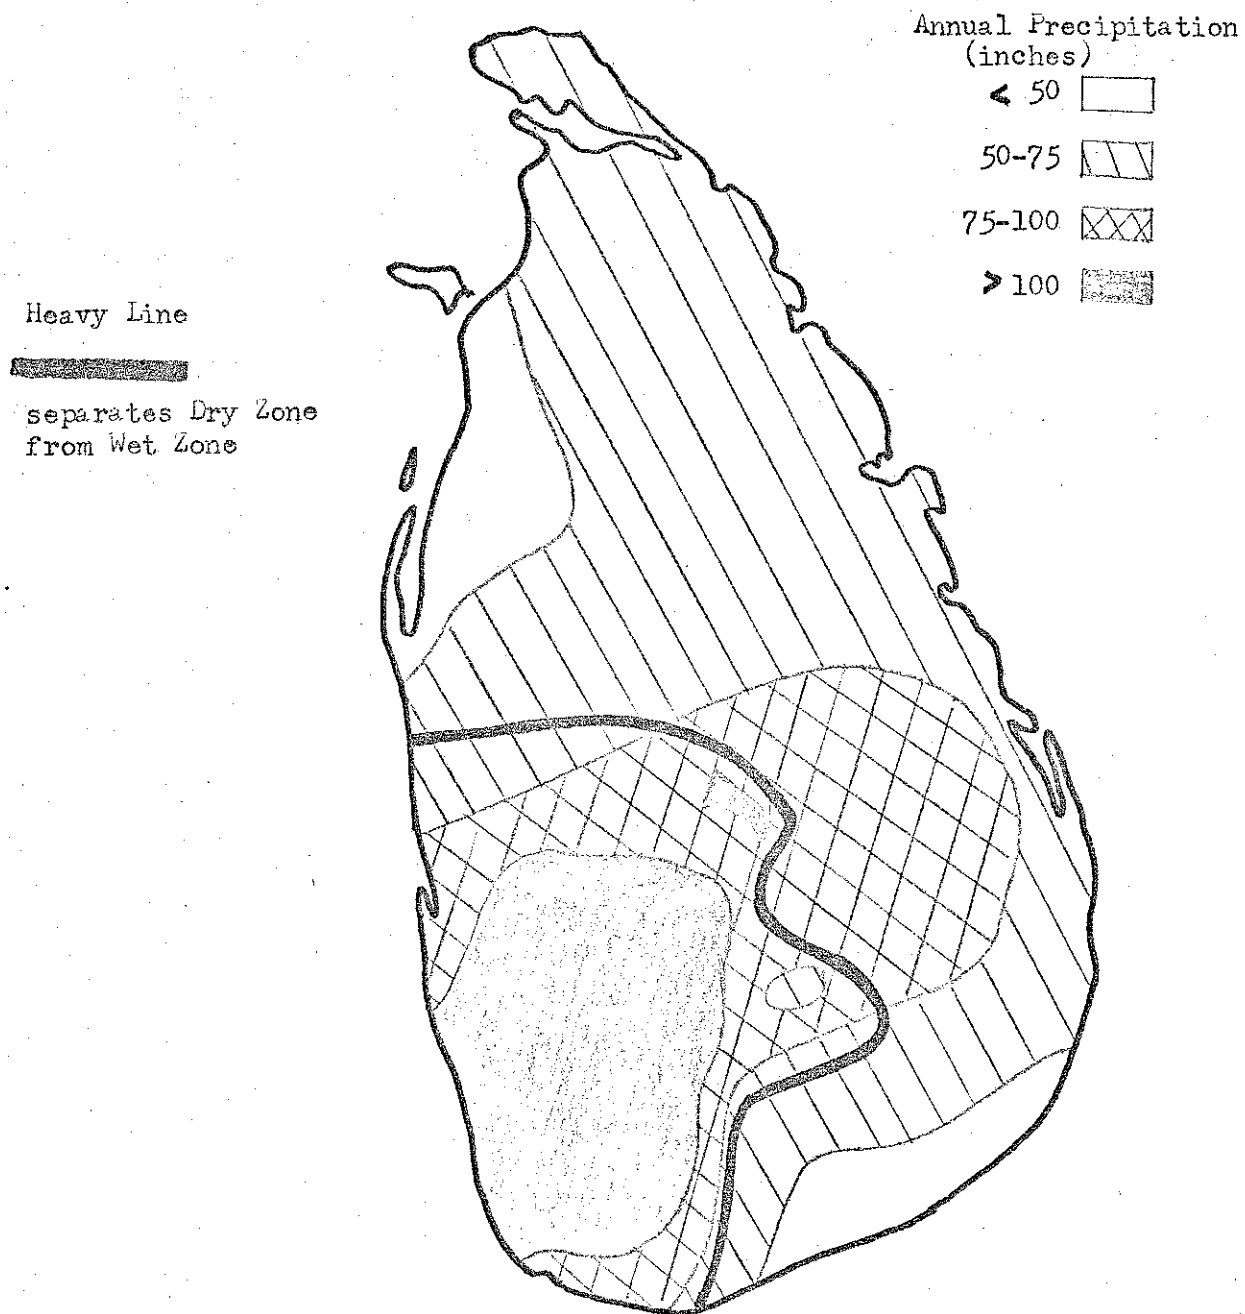 Annual Precipitation
(inches)
< 50
50-75
75-100
> 100
Heavy Line
separates Dry Zone
from Wet Zone